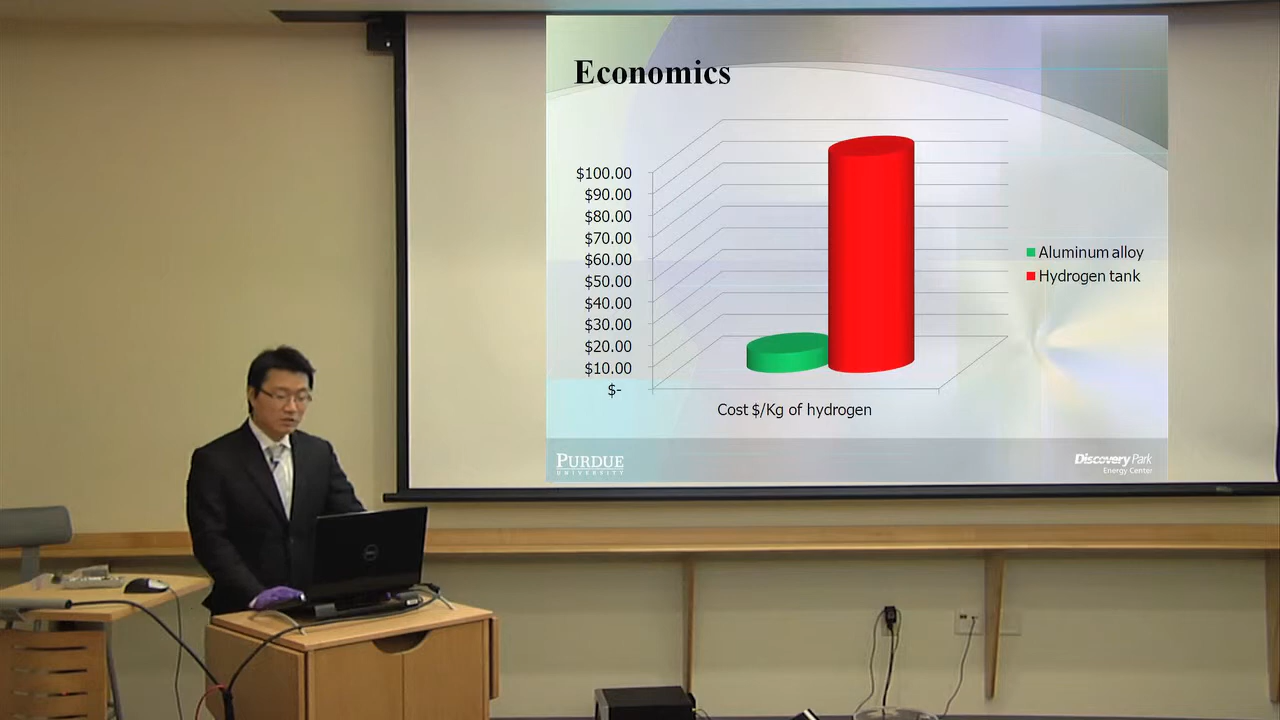 Economics
$100.00
$90.00
$80.00
$70.00
$60.00
$50.00
$40.00
$30.00
$20.00
$10.00
$-
Aluminum alloy
Hydrogen tank
Cost $/Kg of hydrogen
PURDUE
UNIVERSITY
Discovery Park
Energy Center
DELL